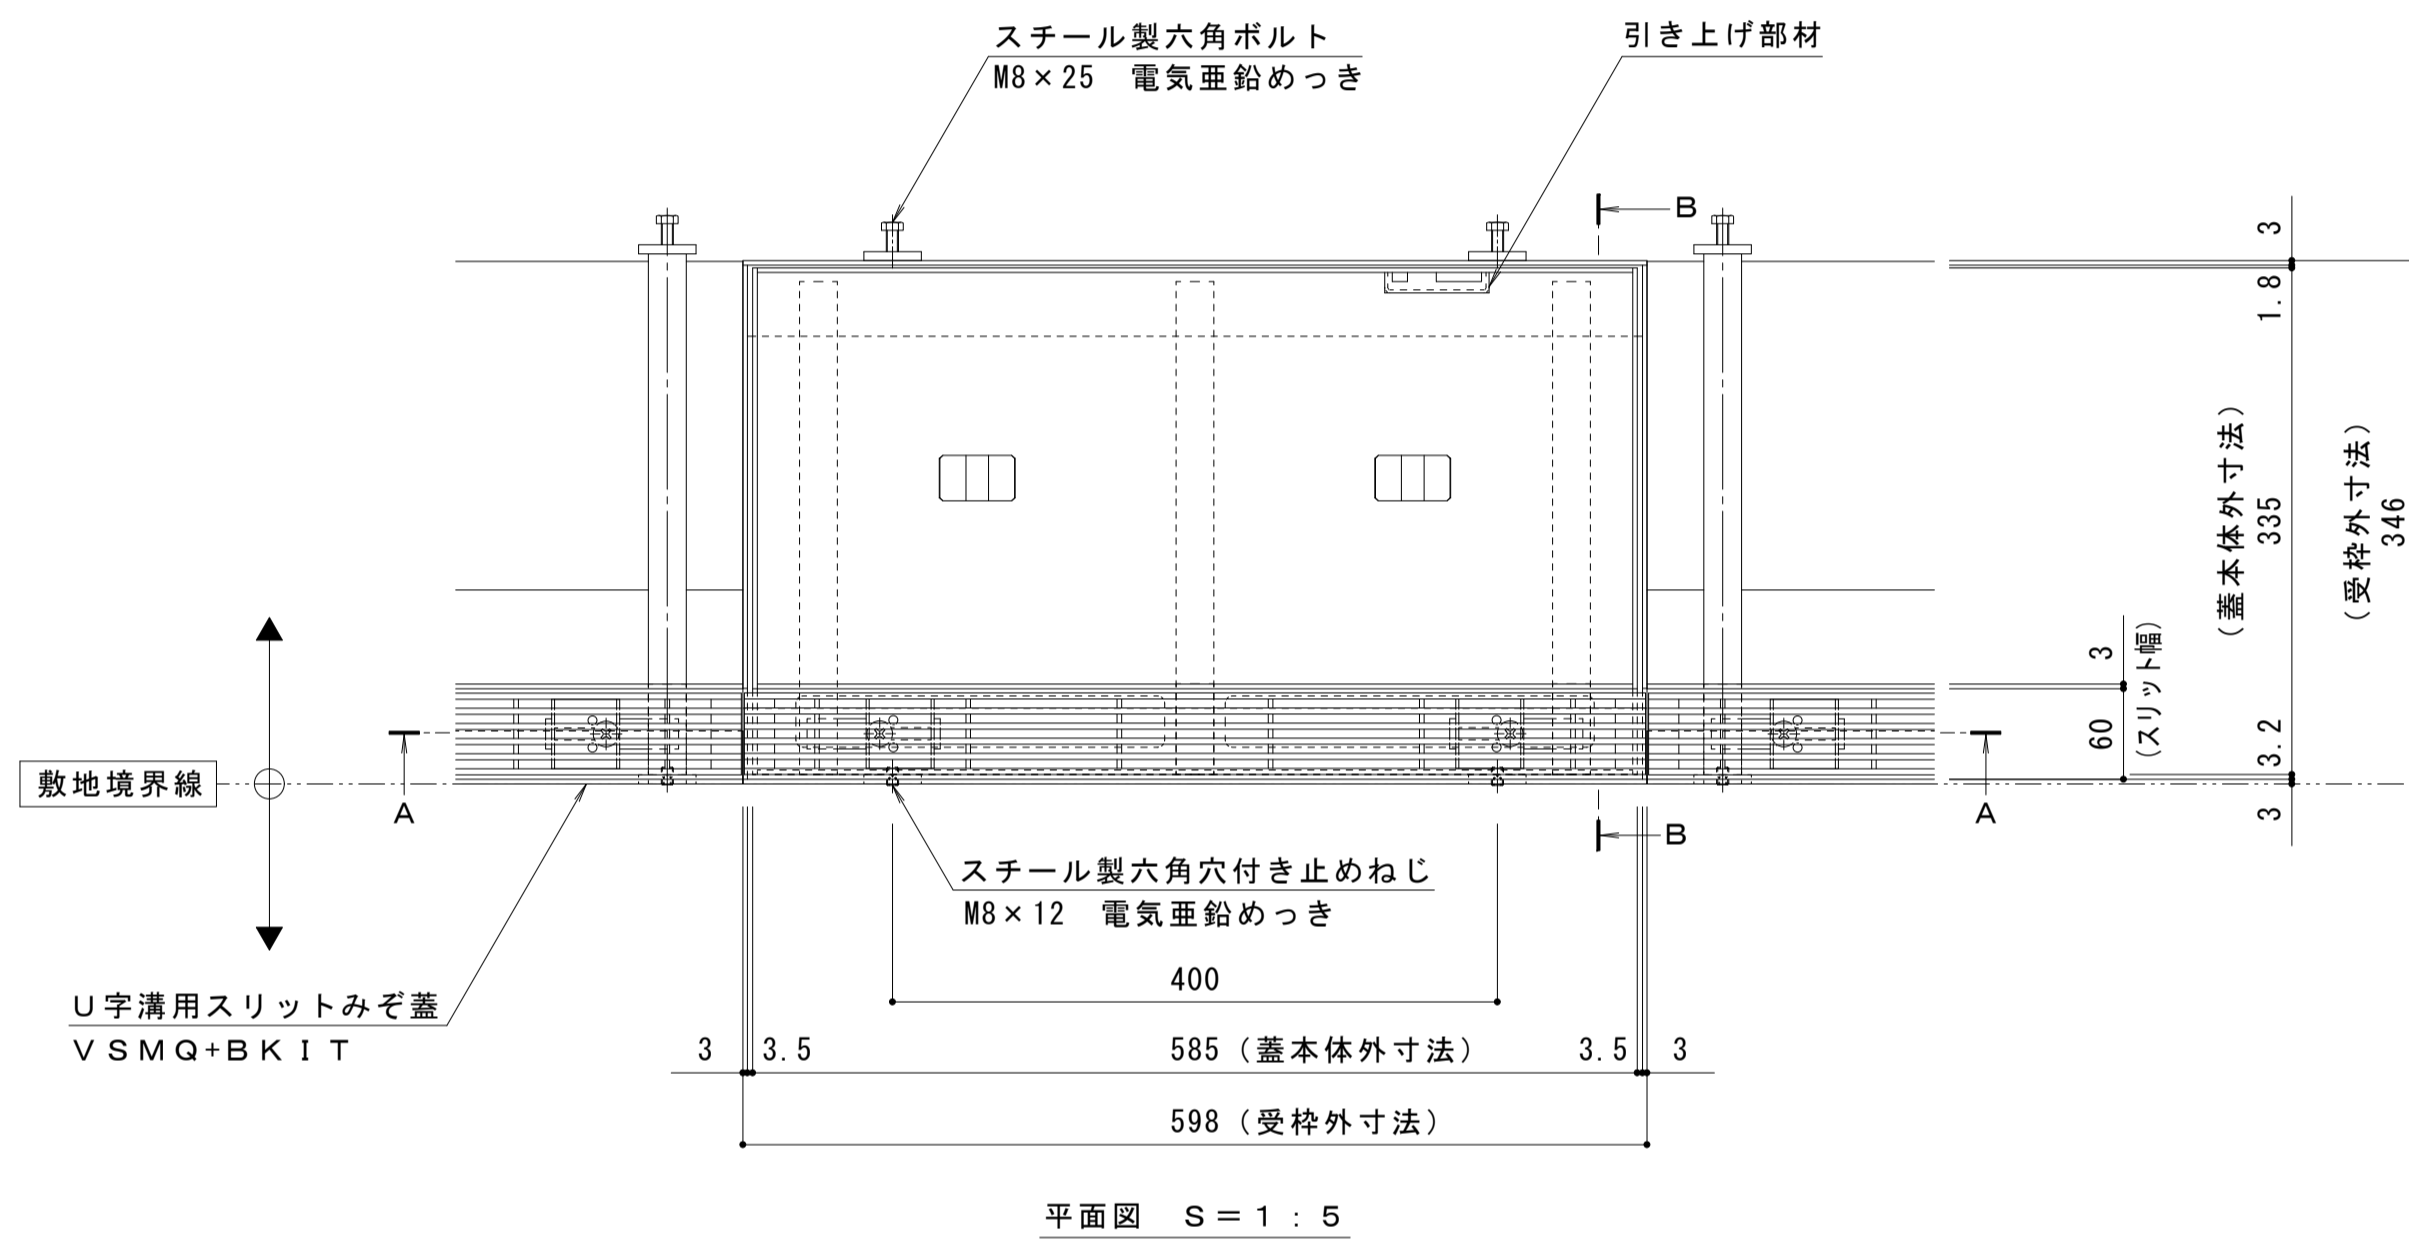 スチール製六角ボルト
M8×25　電気亜鉛めっき
引き上げ部材
B
3
1.8
(蓋本体外寸法)
335
(受枠外寸法)
346
3
(スリット幅)
60
3.2
3
A
A
敷地境界線
B
スチール製六角穴付き止めねじ
M8×12　電気亜鉛めっき
400
U字溝用スリットみぞ蓋
VSMQ+BKIT
3
3.5
585(蓋本体外寸法)
3.5
3
598(受枠外寸法)
平面図　S=1:5